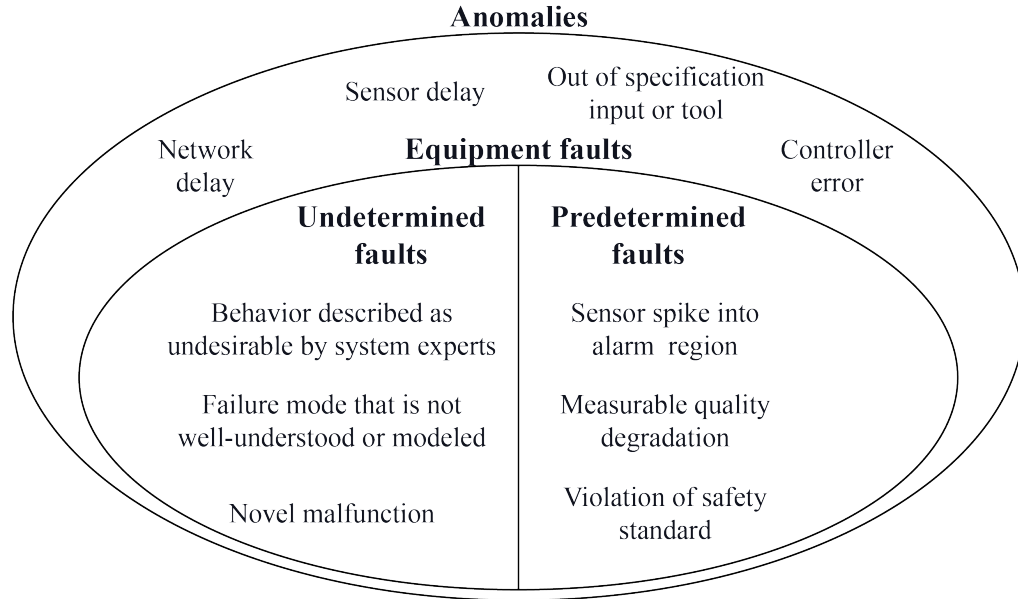 Anomalies
Sensor delay
Out of specification
input or tool
Network
delay
Equipment faults
Controller
error
Undetermined
faults
Predetermined
faults
Behavior described as
undesirable by system experts
Sensor spike into
alarm region
Failure mode that is not
well-understood or modeled
Measurable quality
degradation
Novel malfunction
Violation of safety
standard